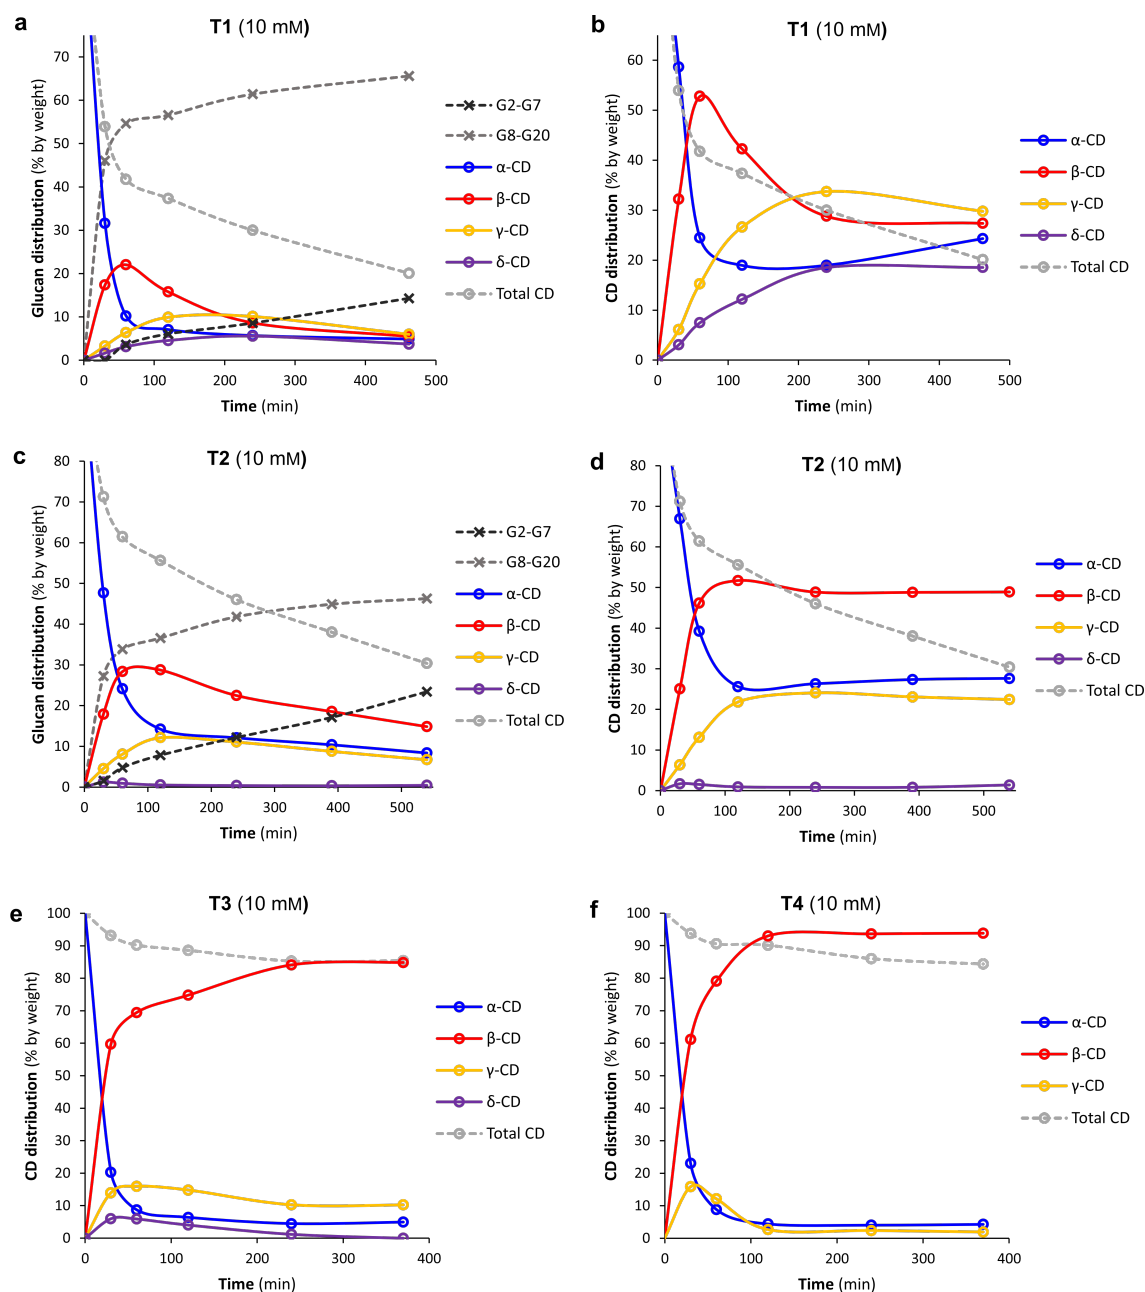 a
T1 (10 mM)
Glucan distribution (% by weight)
70
60
50
40
30
20
10
0
0 100 200 300 400 500
Time (min)
G2-G7
G8-G20
α-CD
β-CD
γ-CD
δ-CD
Total CD
b
T1 (10 mM)
CD distribution (% by weight)
60
50
40
30
20
10
0
0 100 200 300 400 500
Time (min)
α-CD
β-CD
γ-CD
δ-CD
Total CD
c
T2 (10 mM)
Glucan distribution (% by weight)
80
70
60
50
40
30
20
10
0
0 100 200 300 400 500
Time (min)
G2-G7
G8-G20
α-CD
β-CD
γ-CD
δ-CD
Total CD
d
T2 (10 mM)
CD distribution (% by weight)
80
70
60
50
40
30
20
10
0
0 100 200 300 400 500
Time (min)
α-CD
β-CD
γ-CD
δ-CD
Total CD
e
T3 (10 mM)
CD distribution (% by weight)
100
90
80
70
60
50
40
30
20
10
0
0 100 200 300 400
Time (min)
α-CD
β-CD
γ-CD
δ-CD
Total CD
f
T4 (10 mM)
CD distribution (% by weight)
100
90
80
70
60
50
40
30
20
10
0
0 100 200 300 400
Time (min)
α-CD
β-CD
γ-CD
Total CD